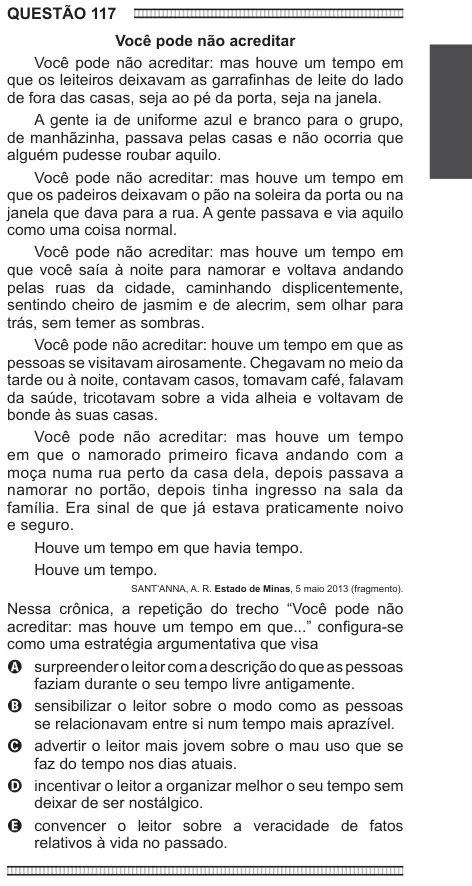 QUESTÃO 117
Você pode não acreditar
Você pode não acreditar: mas houve um tempo em
que os leiteiros deixavam as garrafinhas de leite do lado
de fora das casas, seja ao pé da porta, seja na janela.
A gente ia de uniforme azul e branco para o grupo,
de manhãzinha, passava pelas casas e não ocorria que
alguém pudesse roubar aquilo.
Você pode não acreditar: mas houve um tempo em
que os padeiros deixavam o pão na soleira da porta ou na
janela que dava para a rua. A gente passava e via aquilo
como uma coisa normal.
Você pode não acreditar: mas houve um tempo em
que você saía à noite para namorar e voltava andando
pelas ruas da cidade, caminhando displicentemente,
sentindo cheiro de jasmim e de alecrim, sem olhar para
trás, sem temer as sombras.
Você pode não acreditar: houve um tempo em que as
pessoas se visitavam airosamente. Chegavam no meio da
tarde ou à noite, contavam casos, tomavam café, falavam
da saúde, tricotavam sobre a vida alheia e voltavam de
bonde às suas casas.
Você pode não acreditar: mas houve um tempo
em que o namorado primeiro ficava andando com a
moça numa rua perto da casa dela, depois passava a
namorar no portão, depois tinha ingresso na sala da
família. Era sinal de que já estava praticamente noivo
e seguro.
Houve um tempo em que havia tempo.
Houve um tempo.
SANT'ANNA, A. R. Estado de Minas, 5 maio 2013 (fragmento).
Nessa crônica, a repetição do trecho “Você pode não
acreditar: mas houve um tempo em que...” configura-se
como uma estratégia argumentativa que visa
A surpreender o leitor com a descrição do que as pessoas
faziam durante o seu tempo livre antigamente.
B sensibilizar o leitor sobre o modo como as pessoas
se relacionavam entre si num tempo mais aprazível.
C advertir o leitor mais jovem sobre o mau uso que se
faz do tempo nos dias atuais.
D incentivar o leitor a organizar melhor o seu tempo sem
deixar de ser nostálgico.
E convencer o leitor sobre a veracidade de fatos
relativos à vida no passado.